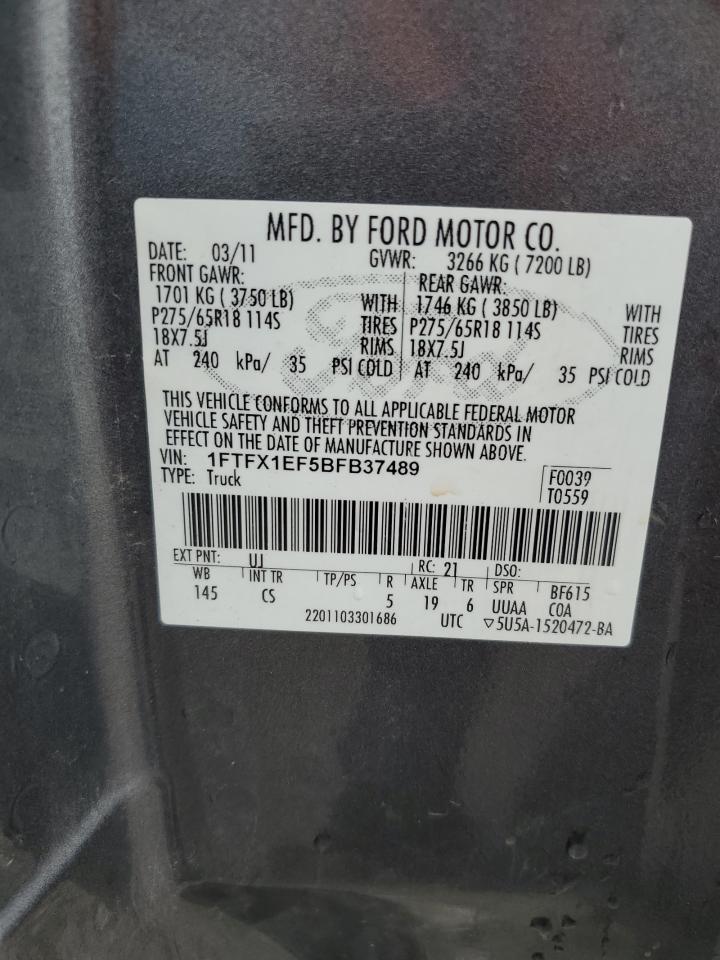 MFD. BY FORD MOTOR CO.
DATE: 03/11 GVWR: 3266 KG ( 7200 LB)
FRONT GAWR: REAR GAWR:
1701 KG ( 3750 LB) WITH 1746 KG ( 3850 LB) WITH
P275/65R18 114S TIRES P275/65R18 114S TIRES
18X7.5J RIMS 18X7.5J RIMS
AT 240 kPa/ 35 PSI COLD AT 240 kPa/ 35 PSI COLD
Ford
THIS VEHICLE CONFORMS TO ALL APPLICABLE FEDERAL MOTOR
VEHICLE SAFETY AND THEFT PREVENTION STANDARDS IN
EFFECT ON THE DATE OF MANUFACTURE SHOWN ABOVE.
VIN: 1FTFX1EF5BFB37489 F0039
TYPE: Truck T0559
EXT PNT: UJ RC: 21 DSO:
WB INT TR TP/PS R AXLE TR SPR BF615
145 CS 5 19 6 UUAA COA
2201103301686 UTC ▽5U5A-1520472-BA